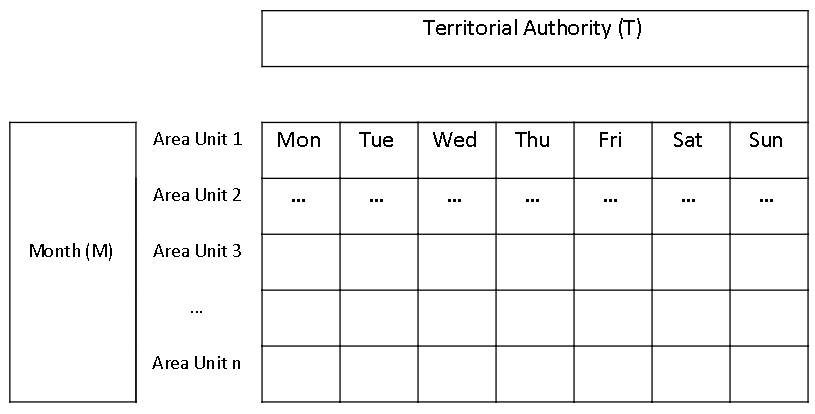 Territorial Authority (T)
Area Unit 1 Mon Tue Wed Thu Fri Sat Sun
Area Unit 2 ... ... ... ... ... ... ...
Month (M) Area Unit 3
...
Area Unit n